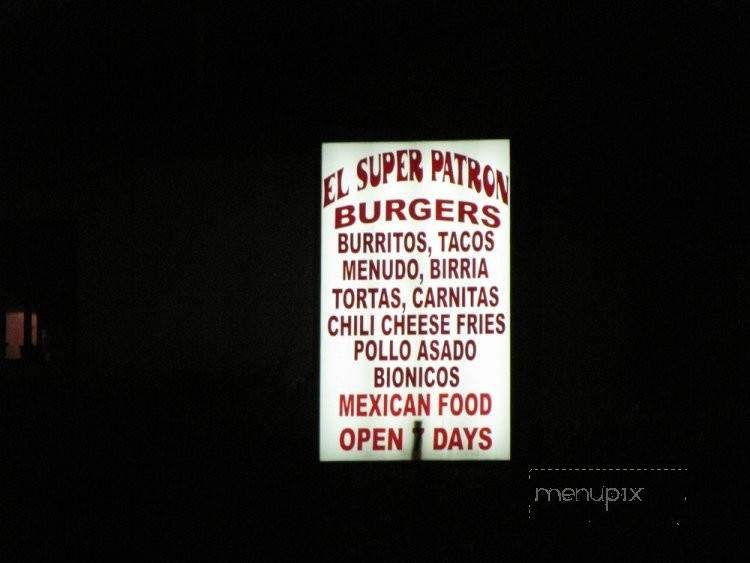 EL SUPER PATRON
BURGERS
BURRITOS, TACOS
MENUDO, BIRRIA
TORTAS, CARNITAS
CHILI CHEESE FRIES
POLLO ASADO
BIONICOS
MEXICAN FOOD
OPEN 7 DAYS
menupix